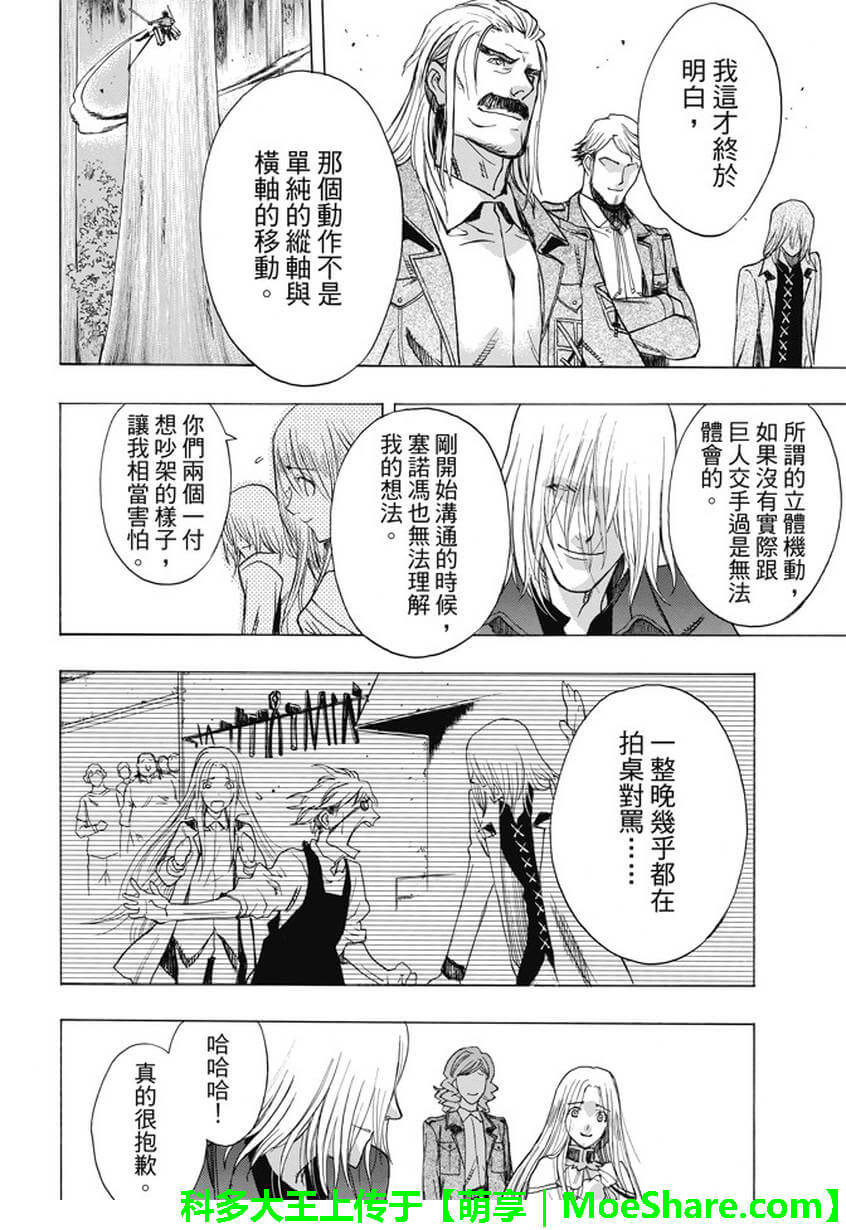 我這才終於
明白，
那個動作不是
單純的縱軸與
橫軸的移動。
所謂的立體機動，
如果沒有實際跟
巨人交手過是無法
體會的。
剛開始溝通的時候，
塞諾馮也無法理解
我的想法。
你們兩個一付
想吵架的樣子，
讓我相當害怕。
一整晚幾乎都在
拍桌對罵……
哈哈哈！
真的很抱歉。
科多大王上传于【萌享｜MoeShare.com】